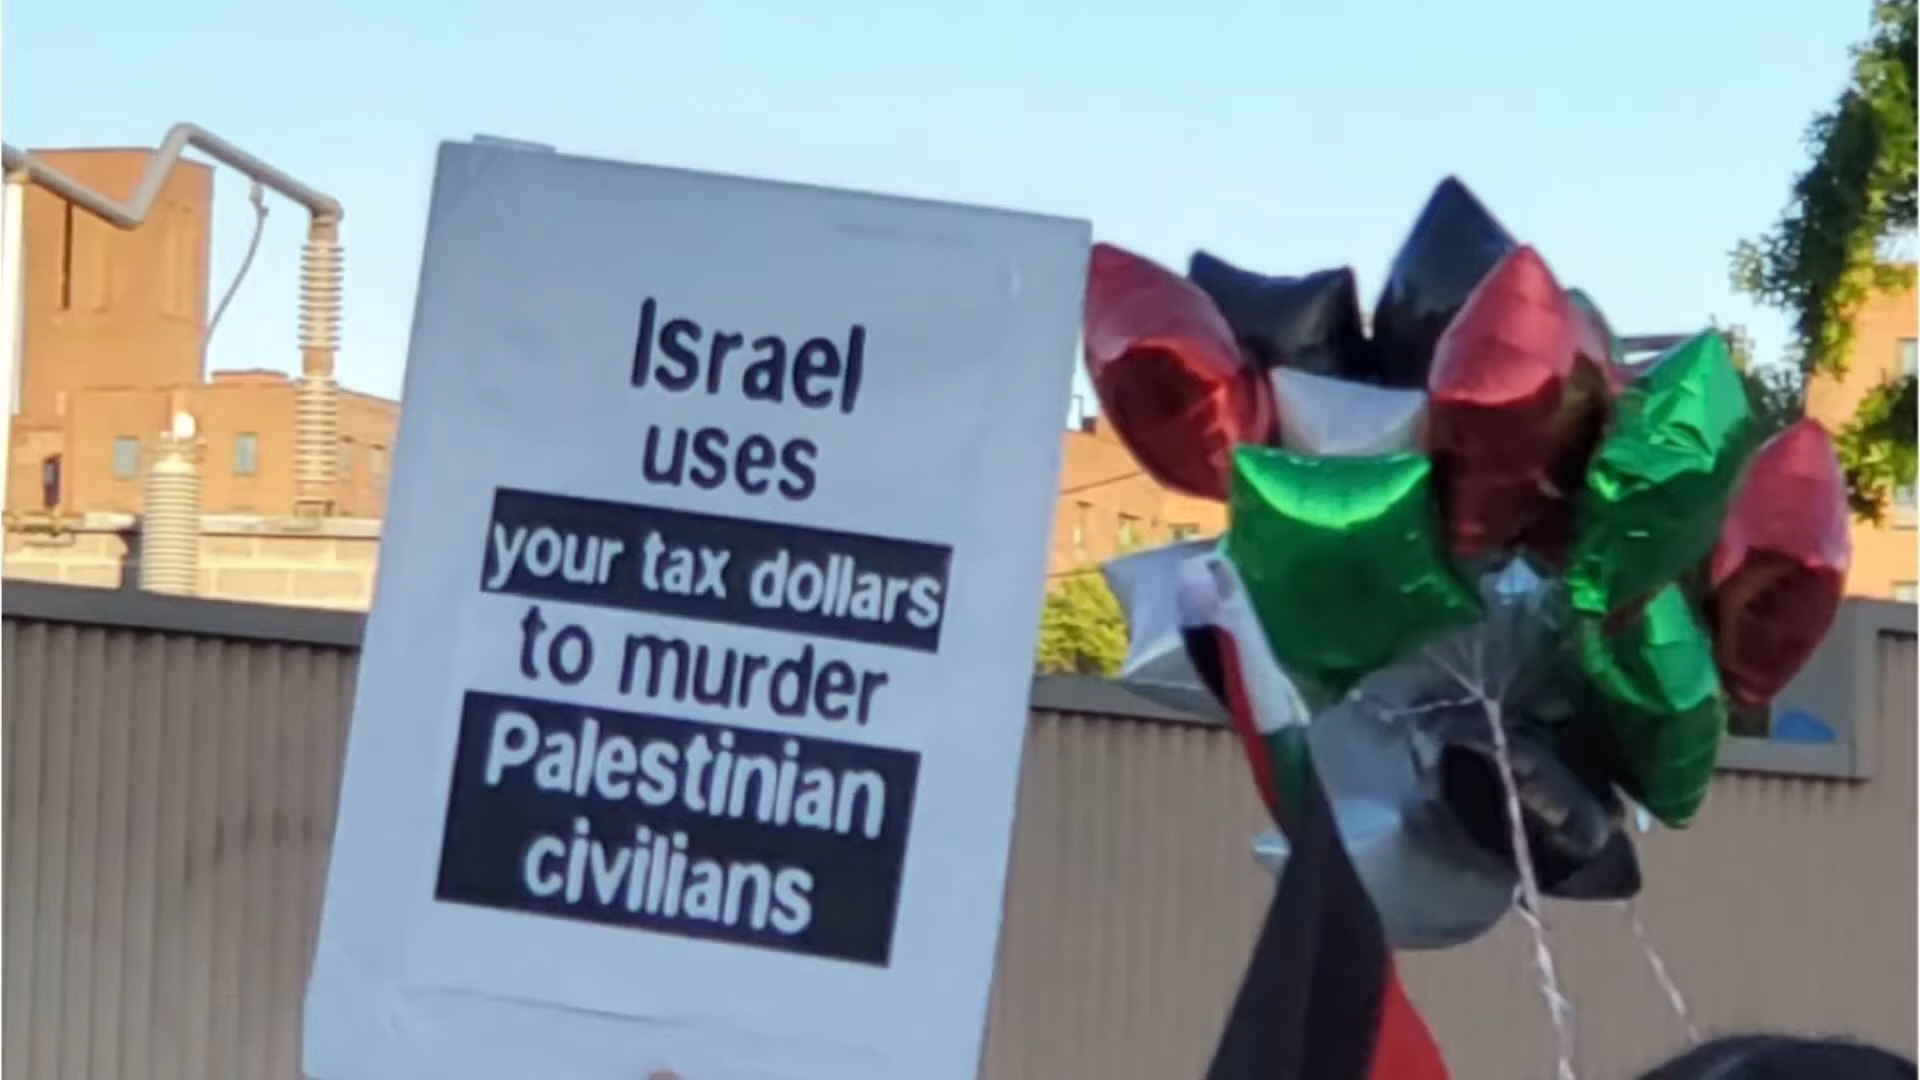 Israel
uses
your tax dollars
to murder
Palestinian
civilians